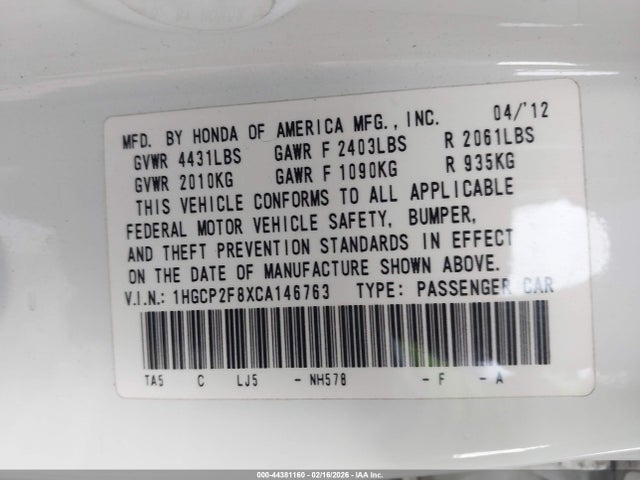 BY HONDA
MFD. BY HONDA OF AMERICA MFG., INC. 04/'12
GVWR 4431LBS GAWR F 2403LBS R 2061LBS
GVWR 2010KG GAWR F 1090KG R 935KG
THIS VEHICLE CONFORMS TO ALL APPLICABLE
FEDERAL MOTOR VEHICLE SAFETY, BUMPER,
AND THEFT PREVENTION STANDARDS IN EFFECT
ON THE DATE OF MANUFACTURE SHOWN ABOVE.
V.I.N.: 1HGCP2F8XCA146763 TYPE: PASSENGER CAR
TA5 C LJ5 - NH578 - F - A
000-44381160 - 02/16/2026 - IAA Inc.